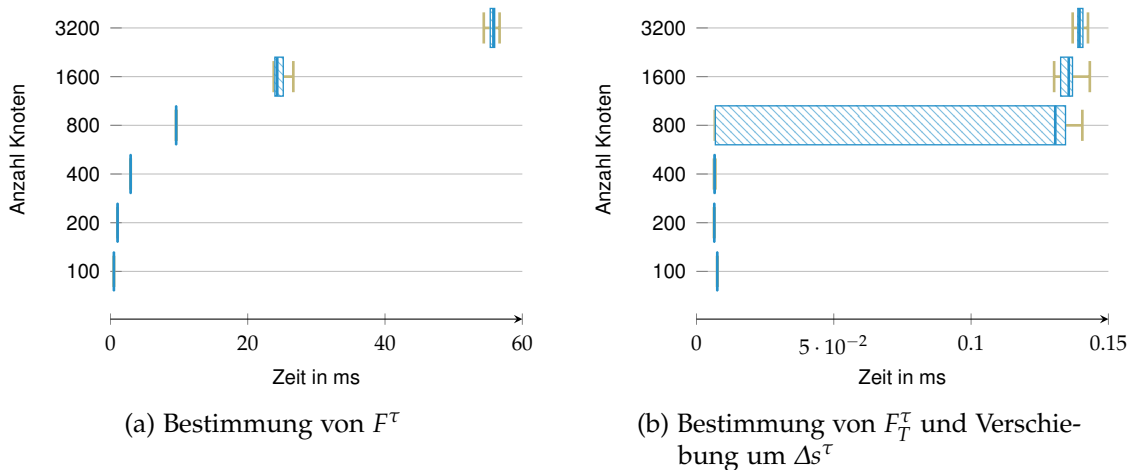 3200
1600
800
400
200
100
Anzahl Knoten
0
20
40
60
Zeit in ms
(a) Bestimmung von F^τ
3200
1600
800
400
200
100
Anzahl Knoten
0
5 · 10^−2
0.1
0.15
Zeit in ms
(b) Bestimmung von F_T^τ und Verschie-
bung um Δs^τ